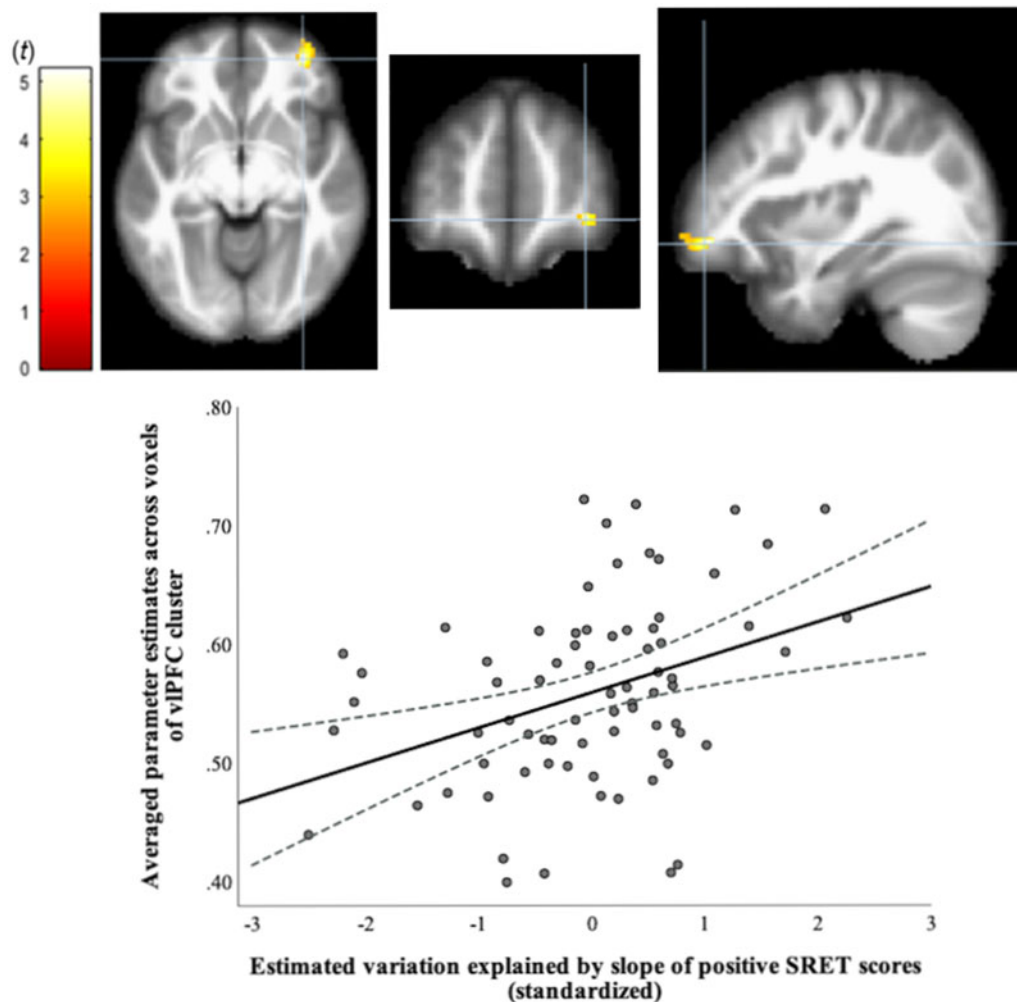 (t)
5
4
3
2
1
0
Averaged parameter estimates across voxels
of vlPFC cluster
.80
.70
.60
.50
.40
-3 -2 -1 0 1 2 3
Estimated variation explained by slope of positive SRET scores
(standardized)